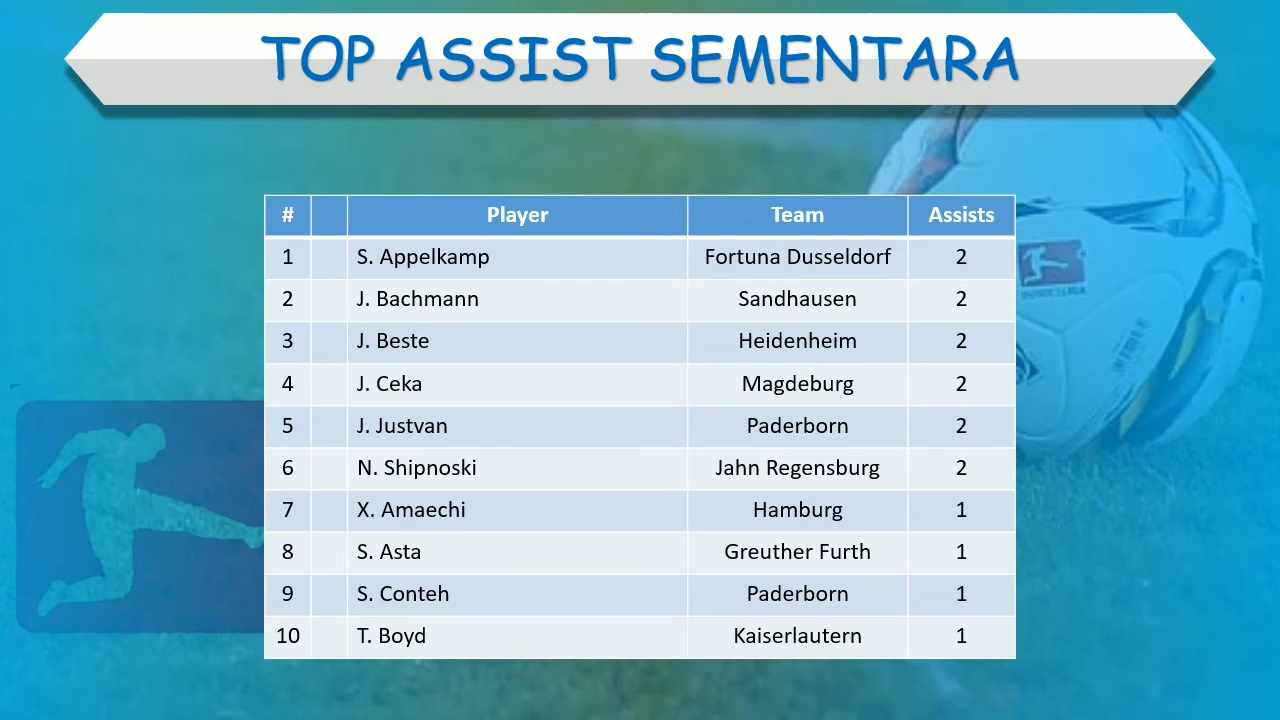 TOP ASSIST SEMENTARA
# Player Team Assists
1 S. Appelkamp Fortuna Dusseldorf 2
2 J. Bachmann Sandhausen 2
3 J. Beste Heidenheim 2
4 J. Ceka Magdeburg 2
5 J. Justvan Paderborn 2
6 N. Shipnoski Jahn Regensburg 2
7 X. Amaechi Hamburg 1
8 S. Asta Greuther Furth 1
9 S. Conteh Paderborn 1
10 T. Boyd Kaiserlautern 1